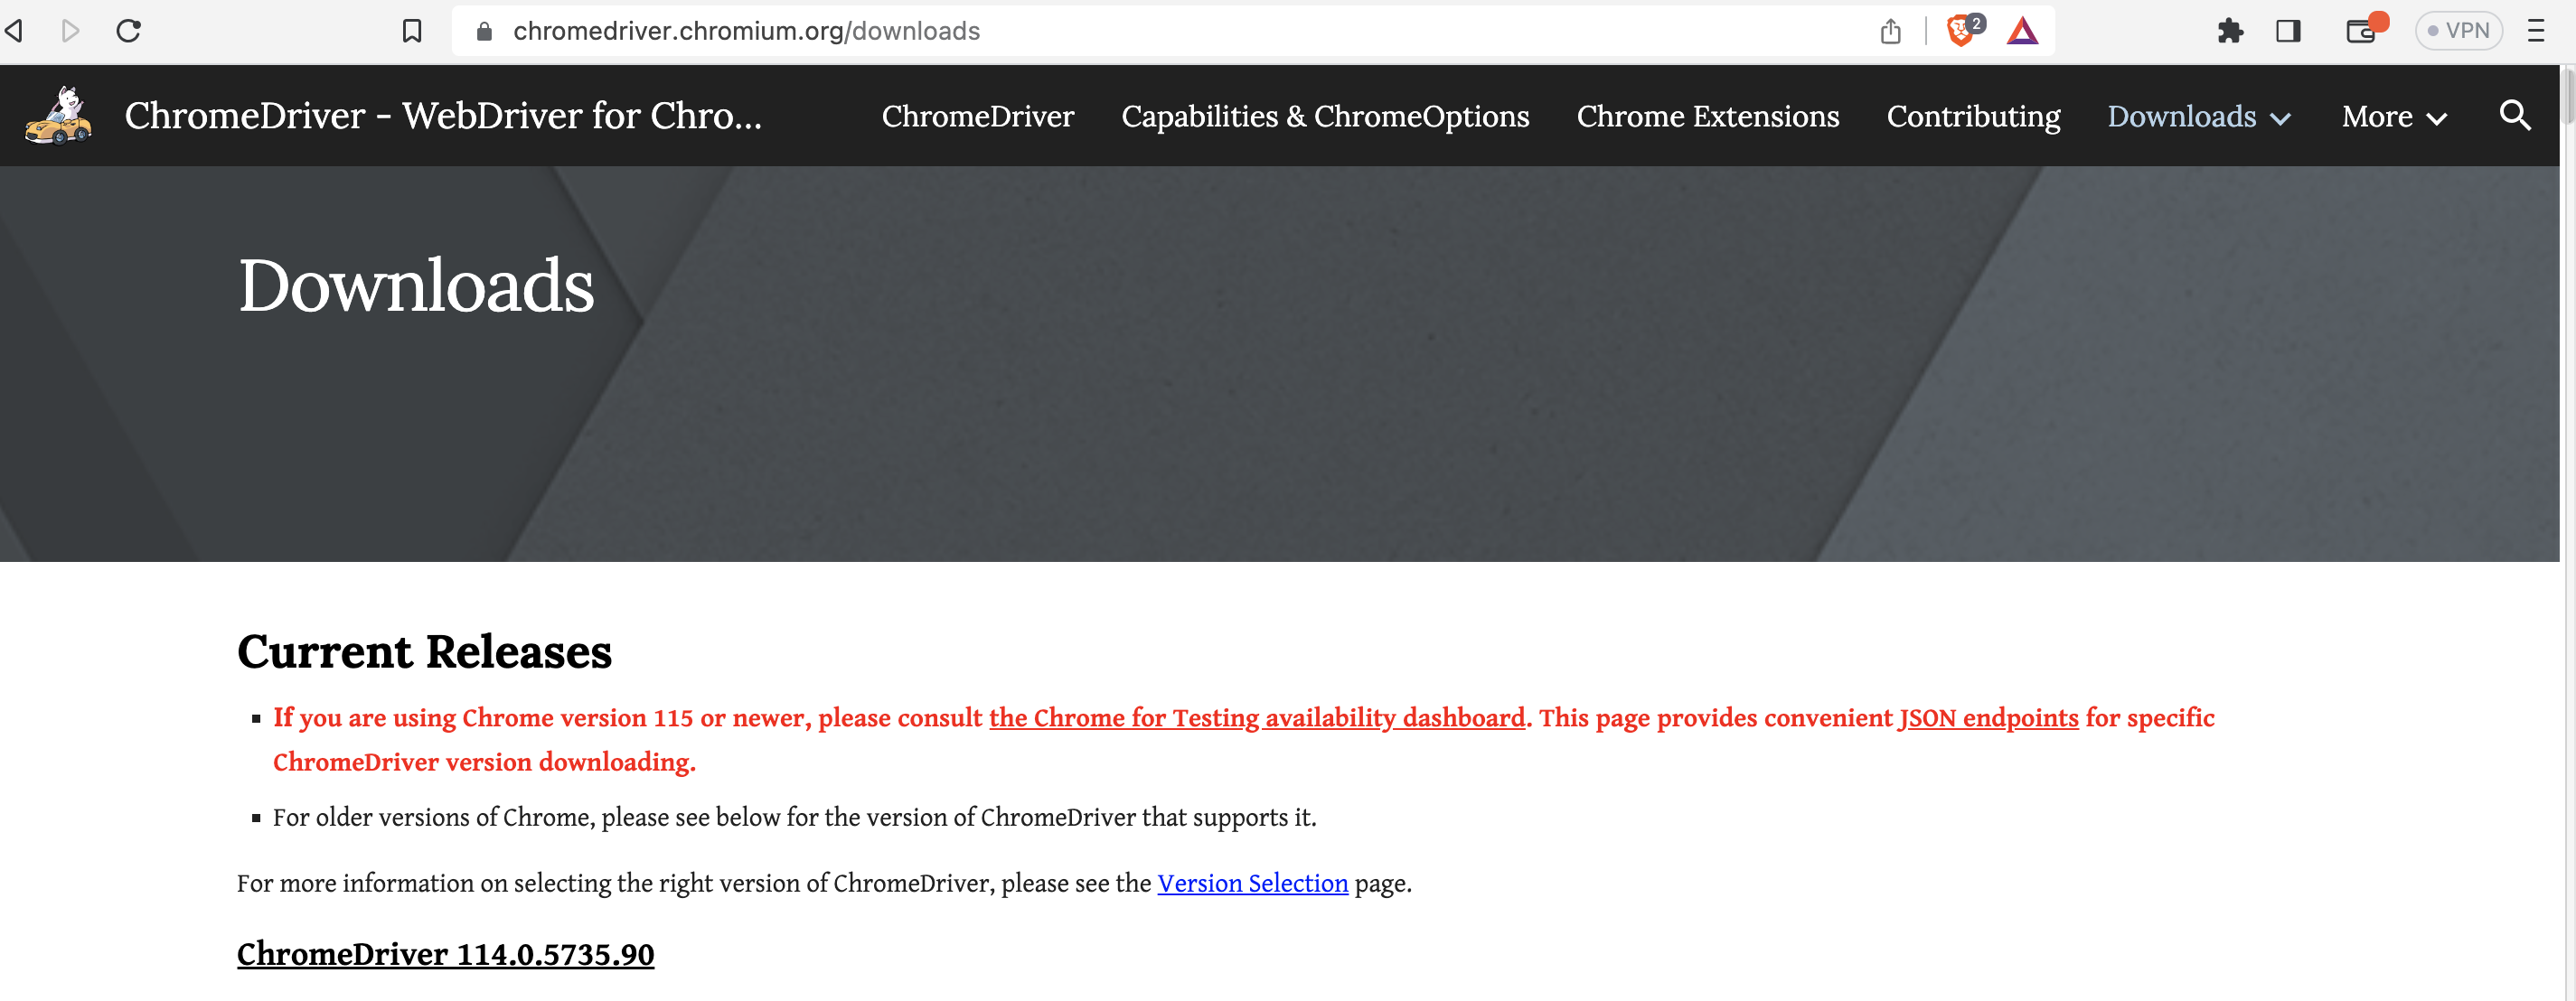 chromedriver.chromium.org/downloads
2
VPN
ChromeDriver - WebDriver for Chro...
ChromeDriver
Capabilities & ChromeOptions
Chrome Extensions
Contributing
Downloads
More
Downloads
Current Releases
If you are using Chrome version 115 or newer, please consult the Chrome for Testing availability dashboard. This page provides convenient JSON endpoints for specific
ChromeDriver version downloading.
For older versions of Chrome, please see below for the version of ChromeDriver that supports it.
For more information on selecting the right version of ChromeDriver, please see the Version Selection page.
ChromeDriver 114.0.5735.90